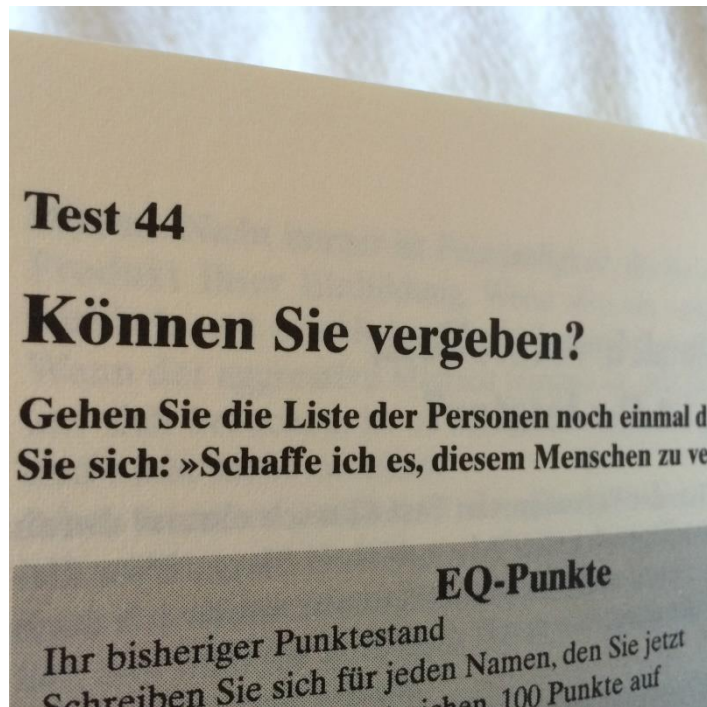 Test 44
Können Sie vergeben?
Gehen Sie die Liste der Personen noch einmal d
Sie sich: »Schaffe ich es, diesem Menschen zu ve
EQ-Punkte
Ihr bisheriger Punktestand
Schreiben Sie sich für jeden Namen, den Sie jetzt
100 Punkte auf